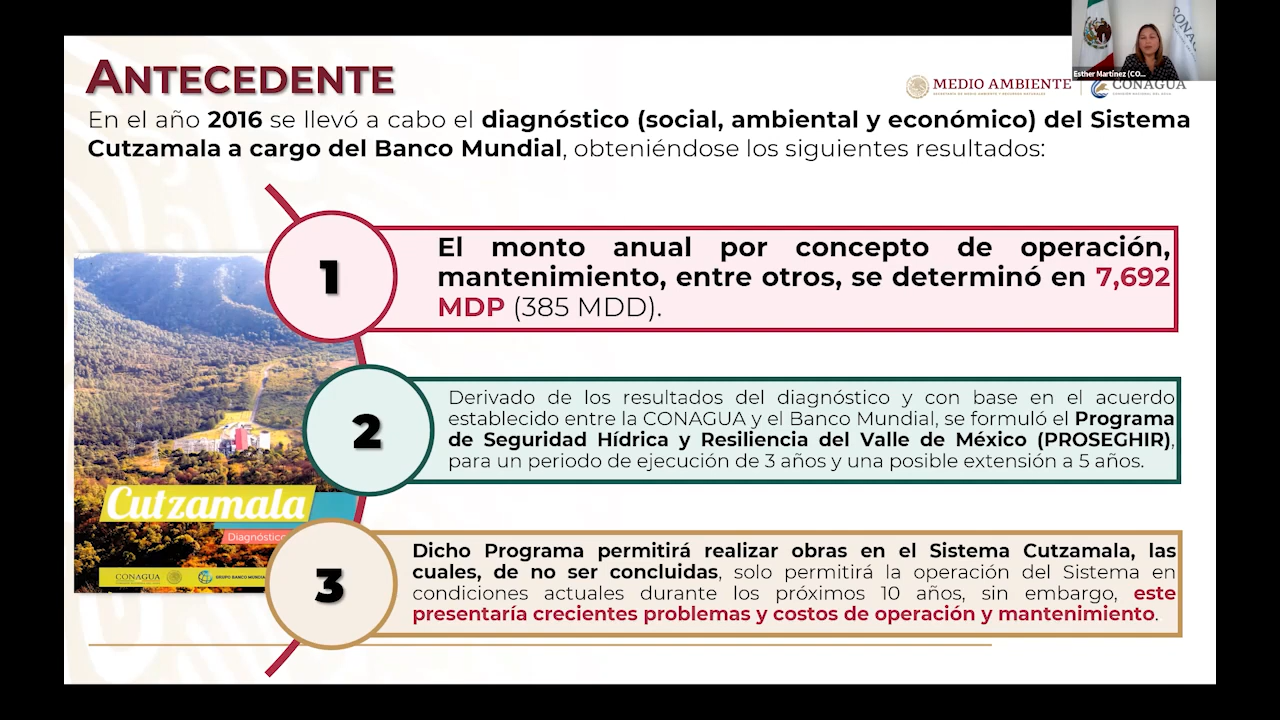 ANTECEDENTE
MEDIO AMBIENTE
CONAGUA
CONAGUA
Esther Martínez (CO...
En el año 2016 se llevó a cabo el diagnóstico (social, ambiental y económico) del Sistema
Cutzamala a cargo del Banco Mundial, obteniéndose los siguientes resultados:
1
El monto anual por concepto de operación,
mantenimiento, entre otros, se determinó en 7,692
MDP (385 MDD).
2
Derivado de los resultados del diagnóstico y con base en el acuerdo
establecido entre la CONAGUA y el Banco Mundial, se formuló el Programa
de Seguridad Hídrica y Resiliencia del Valle de México (PROSEGHIR),
para un periodo de ejecución de 3 años y una posible extensión a 5 años.
Cutzamala
Diagnóstico
CONAGUA
GRUPO BANCO MUNDIAL
3
Dicho Programa permitirá realizar obras en el Sistema Cutzamala, las
cuales, de no ser concluidas, solo permitirá la operación del Sistema en
condiciones actuales durante los próximos 10 años, sin embargo, este
presentaría crecientes problemas y costos de operación y mantenimiento.